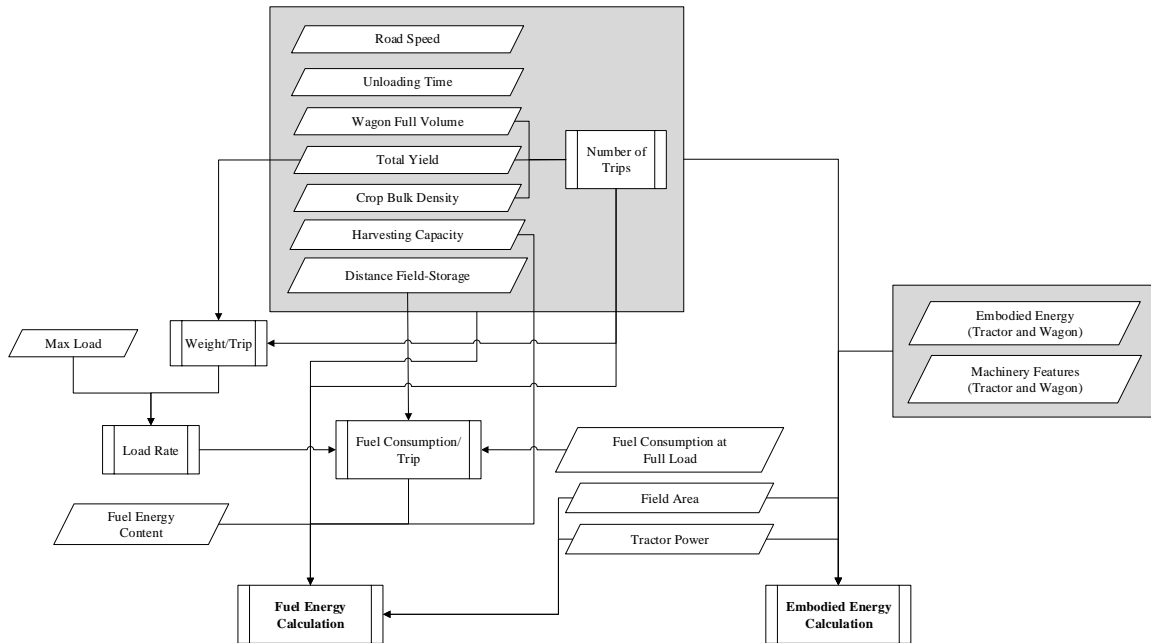 Road Speed
Unloading Time
Wagon Full Volume
Total Yield
Number of
Trips
Crop Bulk Density
Harvesting Capacity
Distance Field-Storage
Max Load
Weight/Trip
Embodied Energy
(Tractor and Wagon)
Machinery Features
(Tractor and Wagon)
Load Rate
Fuel Consumption/
Trip
Fuel Consumption at
Full Load
Field Area
Fuel Energy
Content
Tractor Power
Fuel Energy
Calculation
Embodied Energy
Calculation